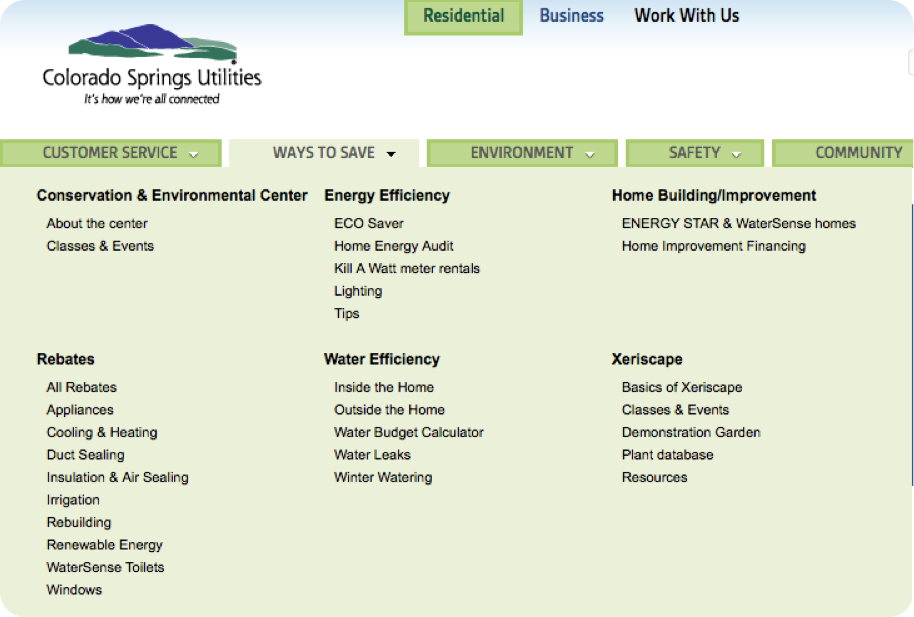 Residential Business Work With Us
Colorado Springs Utilities
It's how we're all connected
CUSTOMER SERVICE WAYS TO SAVE ENVIRONMENT SAFETY COMMUNITY
Conservation & Environmental Center
About the center
Classes & Events
Energy Efficiency
ECO Saver
Home Energy Audit
Kill A Watt meter rentals
Lighting
Tips
Home Building/Improvement
ENERGY STAR & WaterSense homes
Home Improvement Financing
Rebates
All Rebates
Appliances
Cooling & Heating
Duct Sealing
Insulation & Air Sealing
Irrigation
Rebuilding
Renewable Energy
WaterSense Toilets
Windows
Water Efficiency
Inside the Home
Outside the Home
Water Budget Calculator
Water Leaks
Winter Watering
Xeriscape
Basics of Xeriscape
Classes & Events
Demonstration Garden
Plant database
Resources